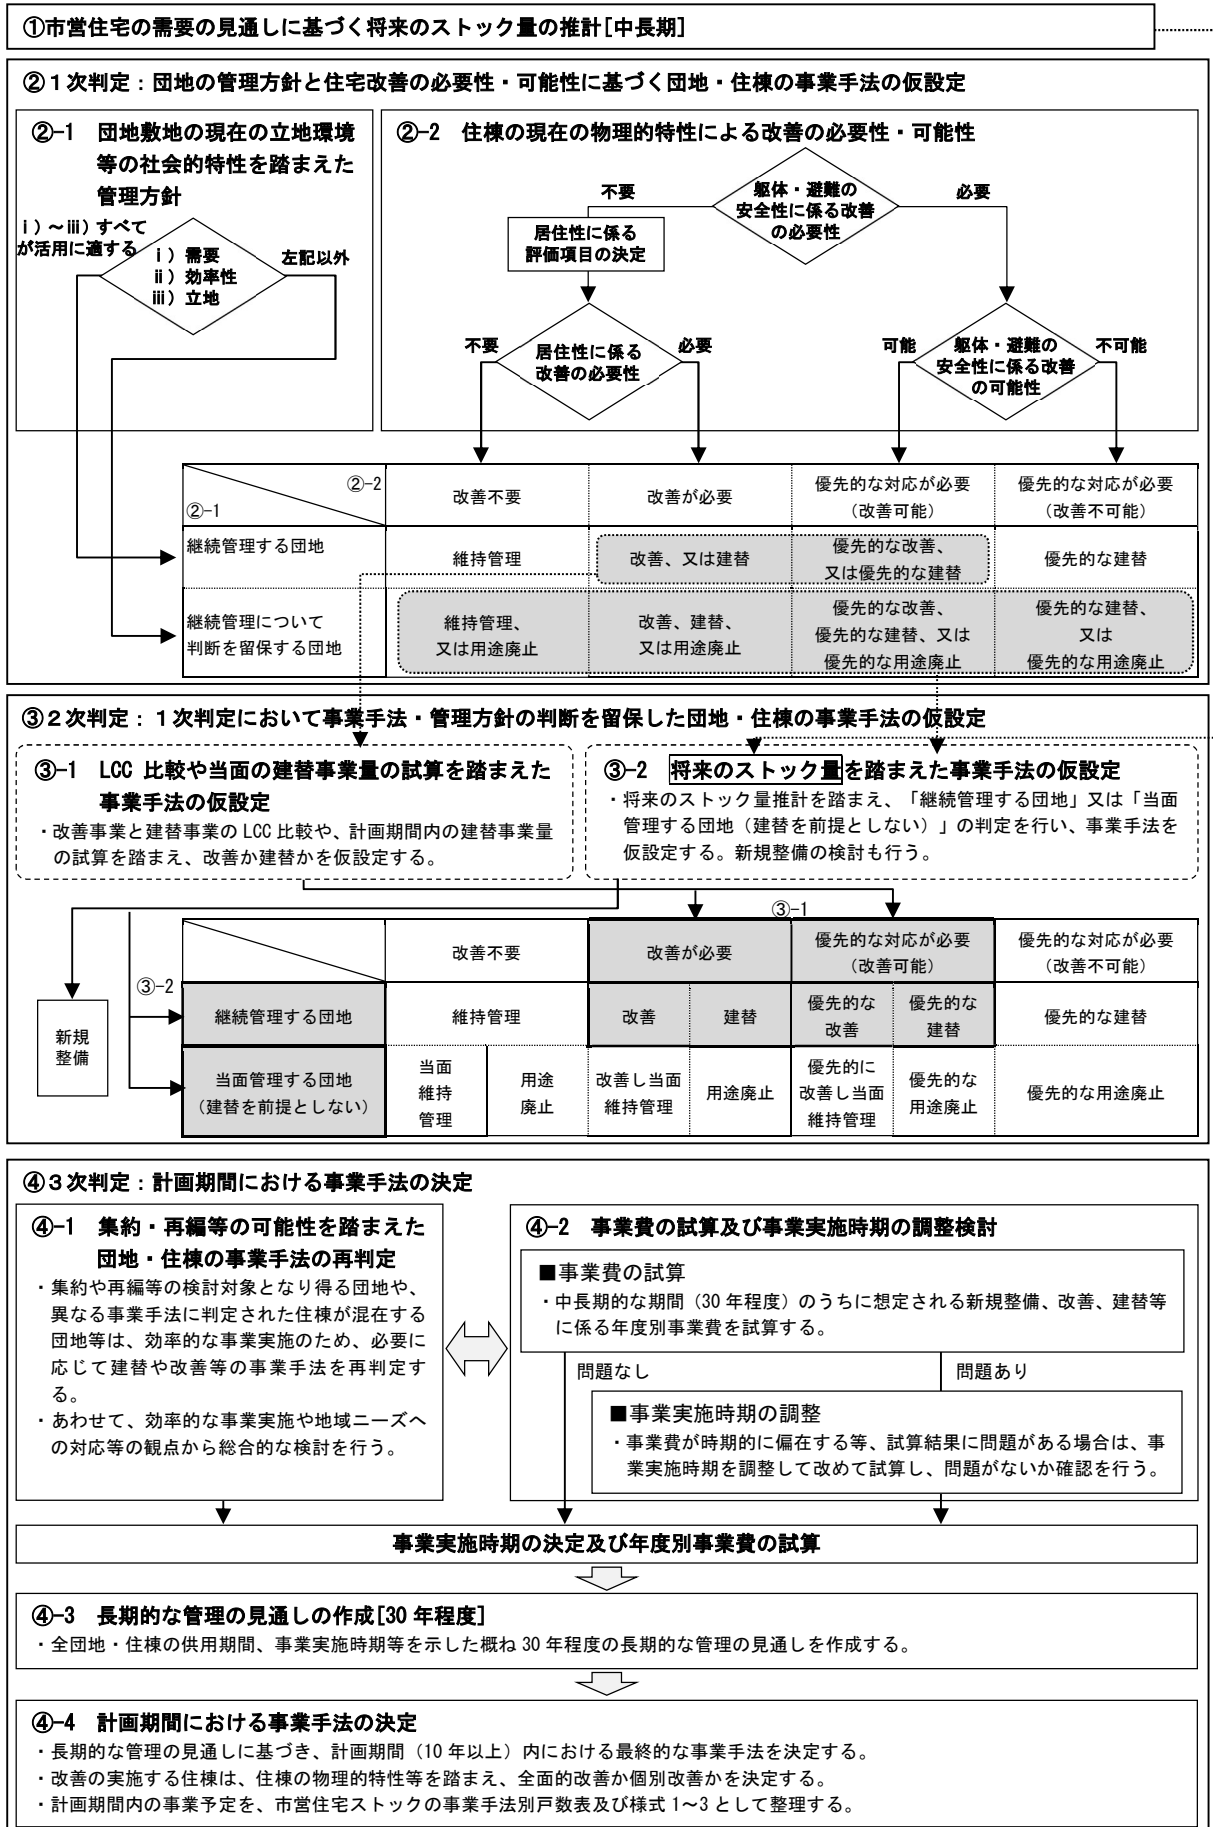 ①市営住宅の需要の見通しに基づく将来のストック量の推計[中長期]
②１次判定：団地の管理方針と住宅改善の必要性・可能性に基づく団地・住棟の事業手法の仮設定
②-1　団地敷地の現在の立地環境
等の社会的特性を踏まえた
管理方針
ⅰ）～ⅲ）すべて
が活用に適する
ⅰ）需要
ⅱ）効率性
ⅲ）立地
左記以外
②-2　住棟の現在の物理的特性による改善の必要性・可能性
不要
躯体・避難の
安全性に係る改善
の必要性
必要
居住性に係る
評価項目の決定
不要
居住性に係る
改善の必要性
必要
可能
躯体・避難の
安全性に係る改善
の可能性
不可能
②-2
②-1
改善不要
改善が必要
優先的な対応が必要
（改善可能）
優先的な対応が必要
（改善不可能）
継続管理する団地
維持管理
改善、又は建替
優先的な改善、
又は優先的な建替
優先的な建替
継続管理について
判断を留保する団地
維持管理、
又は用途廃止
改善、建替、
又は用途廃止
優先的な改善、
優先的な建替、又は
優先的な用途廃止
優先的な建替、
又は
優先的な用途廃止
③２次判定：１次判定において事業手法・管理方針の判断を留保した団地・住棟の事業手法の仮設定
③-1　LCC 比較や当面の建替事業量の試算を踏まえた
事業手法の仮設定
・改善事業と建替事業の LCC 比較や、計画期間内の建替事業量
の試算を踏まえ、改善か建替かを仮設定する。
③-2　将来のストック量を踏まえた事業手法の仮設定
・将来のストック量推計を踏まえ、「継続管理する団地」又は「当面
管理する団地（建替を前提としない）」の判定を行い、事業手法を
仮設定する。新規整備の検討も行う。
③-1
改善不要
改善が必要
優先的な対応が必要
（改善可能）
優先的な対応が必要
（改善不可能）
③-2
新規
整備
継続管理する団地
維持管理
改善
建替
優先的な
改善
優先的な
建替
優先的な建替
当面管理する団地
（建替を前提としない）
当面
維持
管理
用途
廃止
改善し当面
維持管理
用途廃止
優先的に
改善し当面
維持管理
優先的な
用途廃止
優先的な用途廃止
④３次判定：計画期間における事業手法の決定
④-1　集約・再編等の可能性を踏まえた
団地・住棟の事業手法の再判定
・集約や再編等の検討対象となり得る団地や、
異なる事業手法に判定された住棟が混在する
団地等は、効率的な事業実施のため、必要に
応じて建替や改善等の事業手法を再判定す
る。
・あわせて、効率的な事業実施や地域ニーズへ
の対応等の観点から総合的な検討を行う。
④-2　事業費の試算及び事業実施時期の調整検討
■事業費の試算
・中長期的な期間（30 年程度）のうちに想定される新規整備、改善、建替等
に係る年度別事業費を試算する。
問題なし
問題あり
■事業実施時期の調整
・事業費が時期的に偏在する等、試算結果に問題がある場合は、事
業実施時期を調整して改めて試算し、問題がないか確認を行う。
事業実施時期の決定及び年度別事業費の試算
④-3　長期的な管理の見通しの作成[30 年程度]
・全団地・住棟の供用期間、事業実施時期等を示した概ね 30 年程度の長期的な管理の見通しを作成する。
④-4　計画期間における事業手法の決定
・長期的な管理の見通しに基づき、計画期間（10 年以上）内における最終的な事業手法を決定する。
・改善の実施する住棟は、住棟の物理的特性等を踏まえ、全面的改善か個別改善かを決定する。
・計画期間内の事業予定を、市営住宅ストックの事業手法別戸数表及び様式 1～3 として整理する。